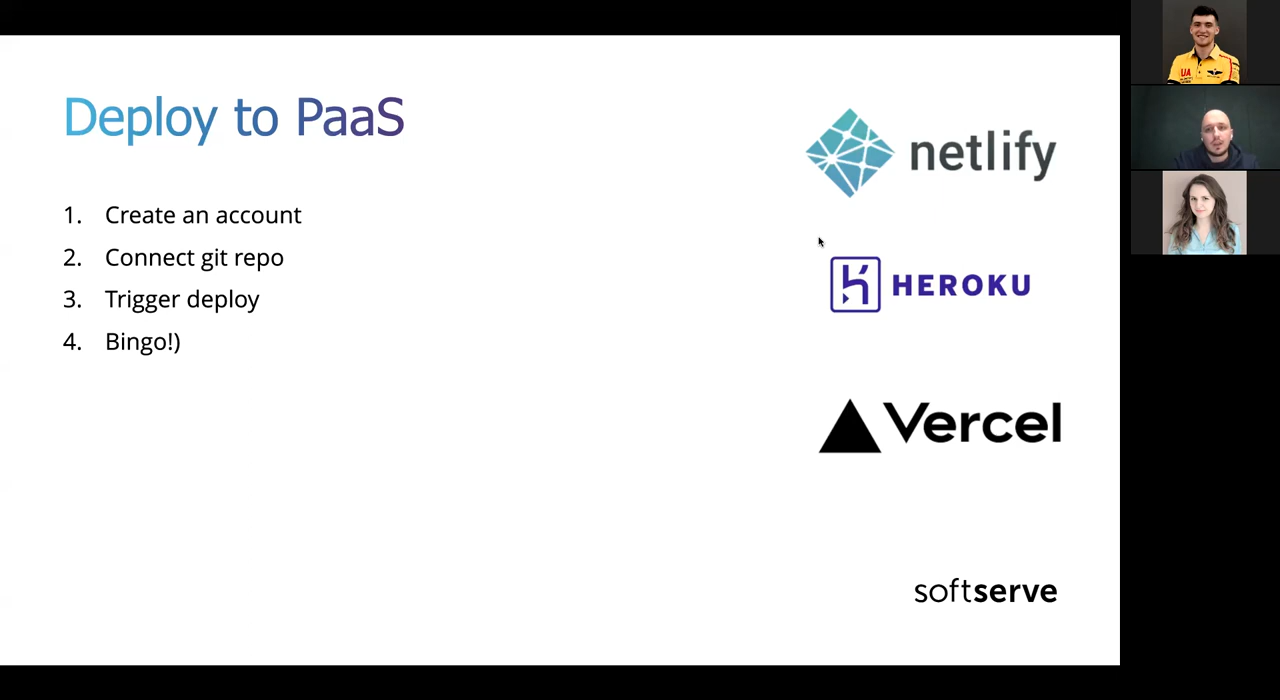 Deploy to PaaS
1. Create an account
2. Connect git repo
3. Trigger deploy
4. Bingo!)
netlify
HEROKU
Vercel
softserve
UA